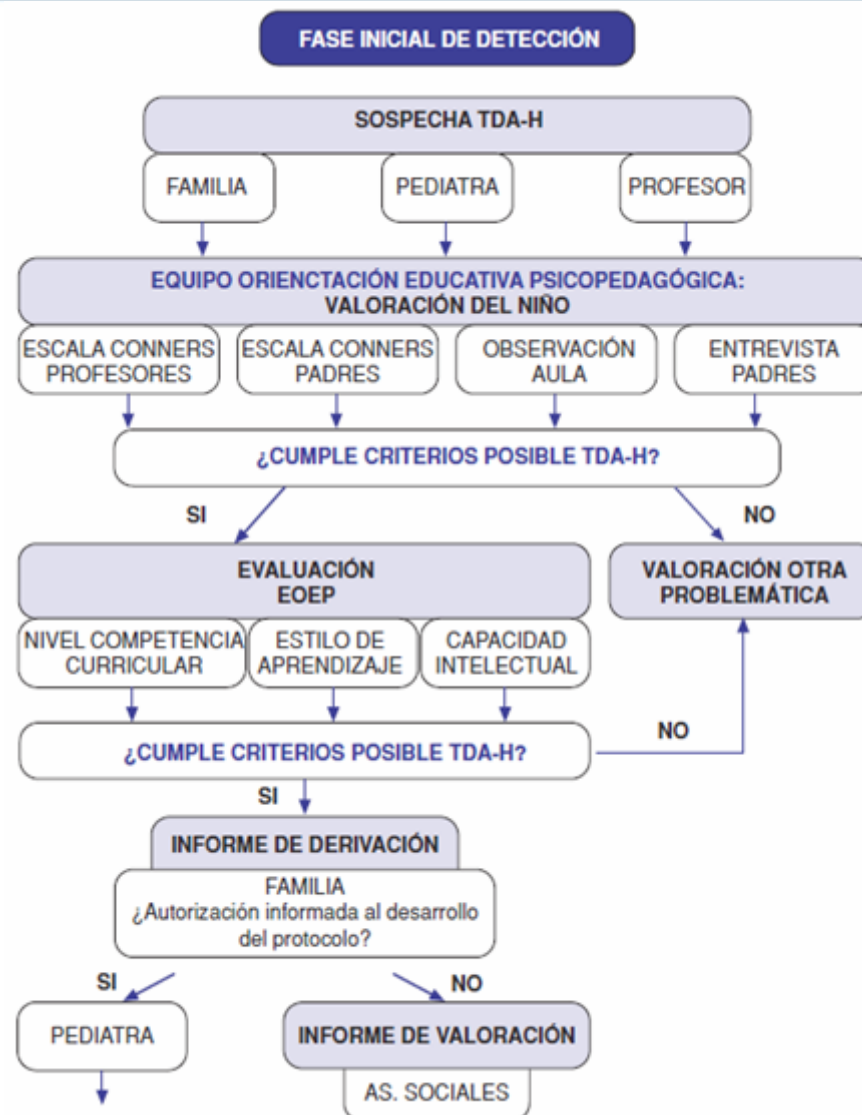 FASE INICIAL DE DETECCIÓN
SOSPECHA TDA-H
FAMILIA
PEDIATRA
PROFESOR
EQUIPO ORIENCTACIÓN EDUCATIVA PSICOPEDAGÓGICA:
VALORACIÓN DEL NIÑO
ESCALA CONNERS
PROFESORES
ESCALA CONNERS
PADRES
OBSERVACIÓN
AULA
ENTREVISTA
PADRES
¿CUMPLE CRITERIOS POSIBLE TDA-H?
SI
NO
EVALUACIÓN
EOEP
VALORACIÓN OTRA
PROBLEMÁTICA
NIVEL COMPETENCIA
CURRICULAR
ESTILO DE
APRENDIZAJE
CAPACIDAD
INTELECTUAL
NO
¿CUMPLE CRITERIOS POSIBLE TDA-H?
SI
INFORME DE DERIVACIÓN
FAMILIA
¿Autorización informada al desarrollo
del protocolo?
SI
NO
PEDIATRA
INFORME DE VALORACIÓN
AS. SOCIALES